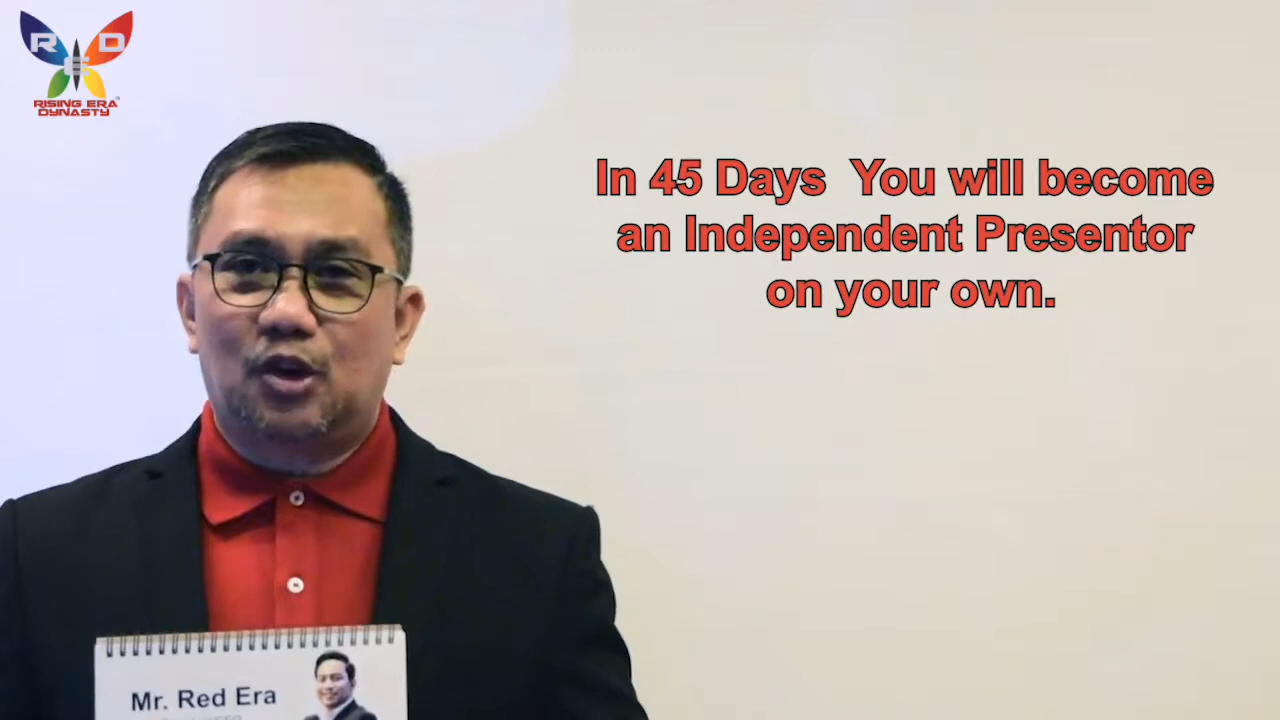 R E D
RISING ERA
DYNASTY
In 45 Days  You will become
an Independent Presentor
on your own.
Mr. Red Era